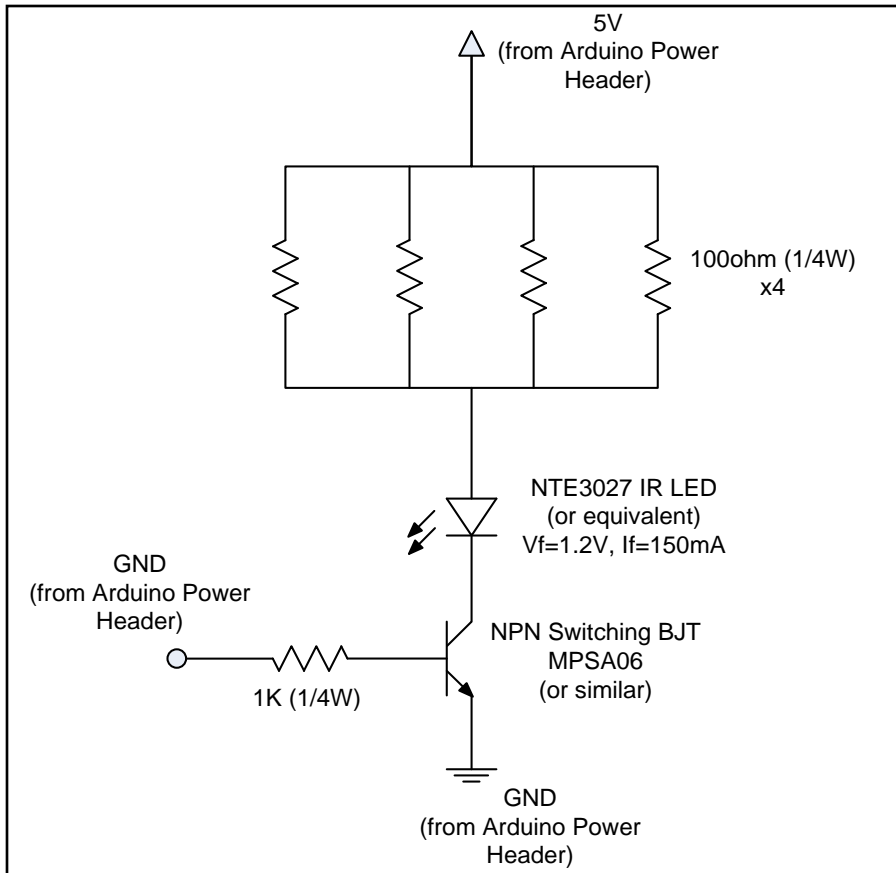 5V
(from Arduino Power
Header)
100ohm (1/4W)
x4
NTE3027 IR LED
(or equivalent)
Vf=1.2V, If=150mA
GND
(from Arduino Power
Header)
NPN Switching BJT
MPSA06
(or similar)
1K (1/4W)
GND
(from Arduino Power
Header)